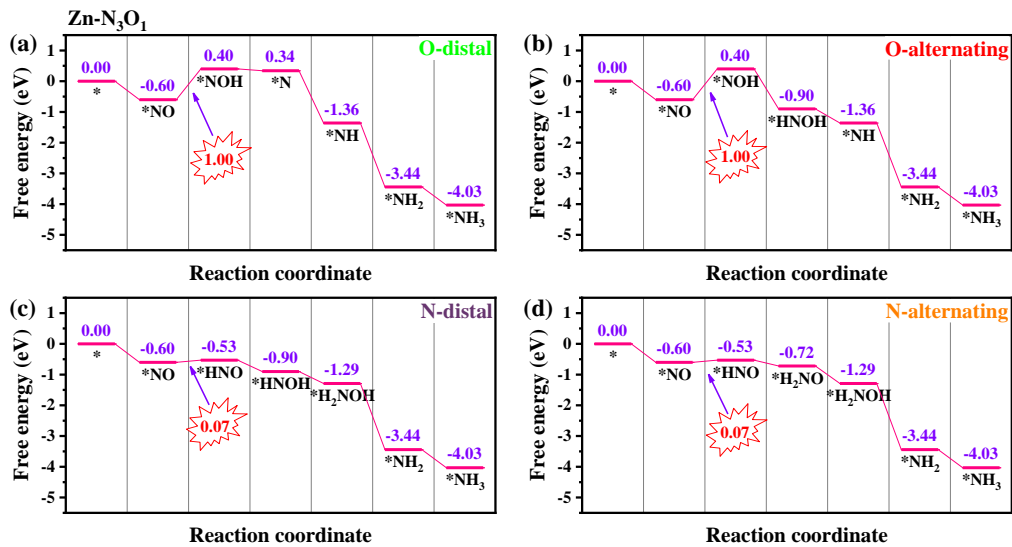 Zn-N₃O₁
(a)
O-distal
Free energy (eV)
1
0
-1
-2
-3
-4
-5
0.00
*
-0.60
*NO
0.40
*NOH
0.34
*N
-1.36
*NH
-3.44
*NH₂
-4.03
*NH₃
1.00
Reaction coordinate
(b)
O-alternating
Free energy (eV)
1
0
-1
-2
-3
-4
-5
0.00
*
-0.60
*NO
0.40
*NOH
-0.90
*HNOH
-1.36
*NH
-3.44
*NH₂
-4.03
*NH₃
1.00
Reaction coordinate
(c)
N-distal
Free energy (eV)
1
0
-1
-2
-3
-4
-5
0.00
*
-0.60
*NO
-0.53
*HNO
-0.90
*HNOH
-1.29
*H₂NOH
-3.44
*NH₂
-4.03
*NH₃
0.07
Reaction coordinate
(d)
N-alternating
Free energy (eV)
1
0
-1
-2
-3
-4
-5
0.00
*
-0.60
*NO
-0.53
*HNO
-0.72
*H₂NO
-1.29
*H₂NOH
-3.44
*NH₂
-4.03
*NH₃
0.07
Reaction coordinate